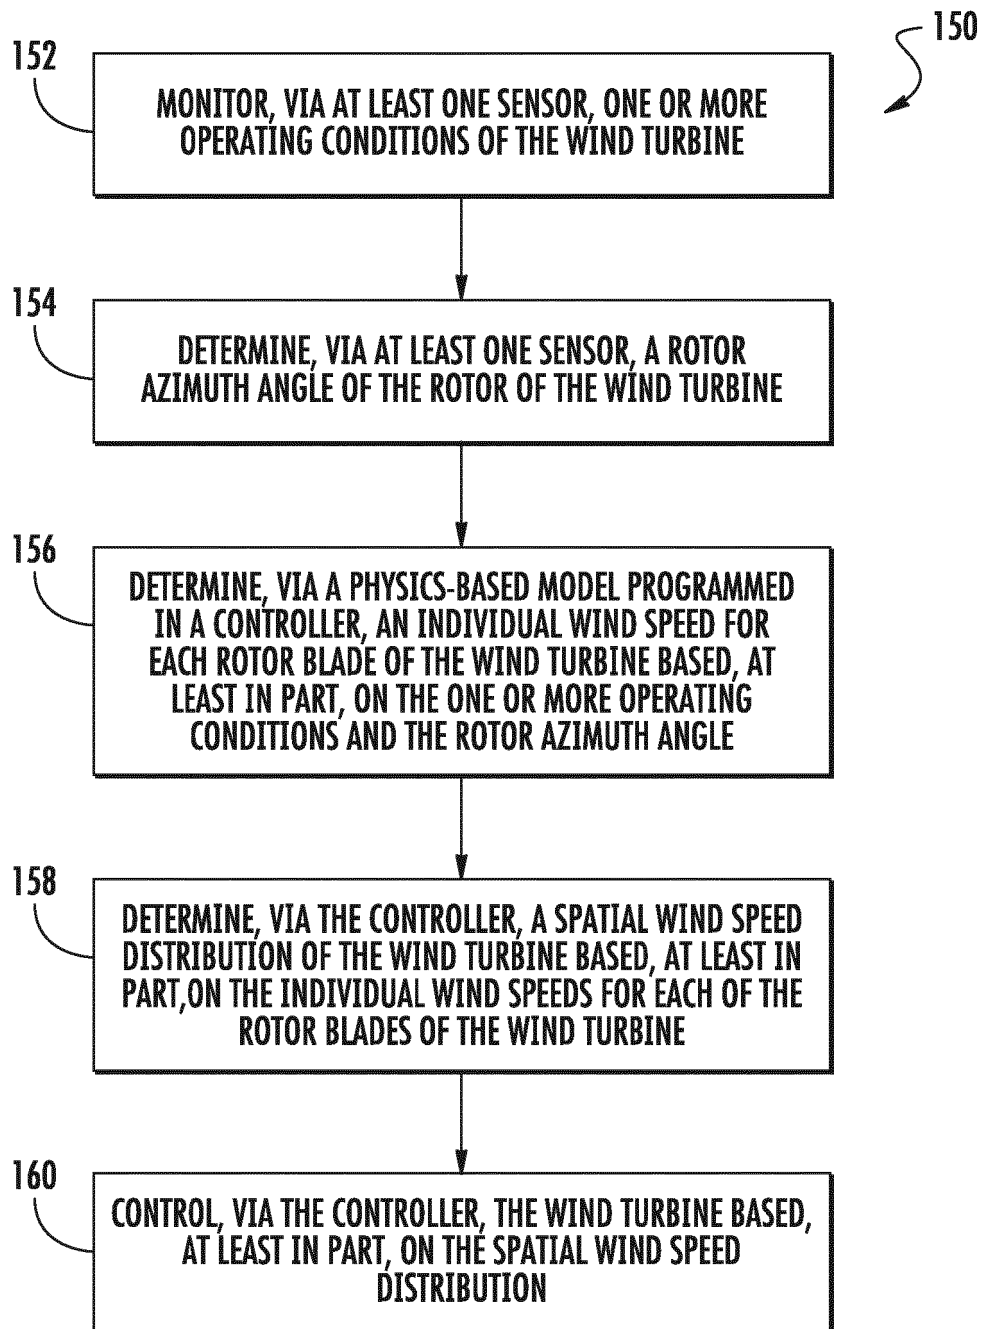 150
152
MONITOR, VIA AT LEAST ONE SENSOR, ONE OR MORE
OPERATING CONDITIONS OF THE WIND TURBINE
154
DETERMINE, VIA AT LEAST ONE SENSOR, A ROTOR
AZIMUTH ANGLE OF THE ROTOR OF THE WIND TURBINE
156
DETERMINE, VIA A PHYSICS-BASED MODEL PROGRAMMED
IN A CONTROLLER, AN INDIVIDUAL WIND SPEED FOR
EACH ROTOR BLADE OF THE WIND TURBINE BASED, AT
LEAST IN PART, ON THE ONE OR MORE OPERATING
CONDITIONS AND THE ROTOR AZIMUTH ANGLE
158
DETERMINE, VIA THE CONTROLLER, A SPATIAL WIND SPEED
DISTRIBUTION OF THE WIND TURBINE BASED, AT LEAST IN
PART,ON THE INDIVIDUAL WIND SPEEDS FOR EACH OF THE
ROTOR BLADES OF THE WIND TURBINE
160
CONTROL, VIA THE CONTROLLER, THE WIND TURBINE BASED,
AT LEAST IN PART, ON THE SPATIAL WIND SPEED
DISTRIBUTION